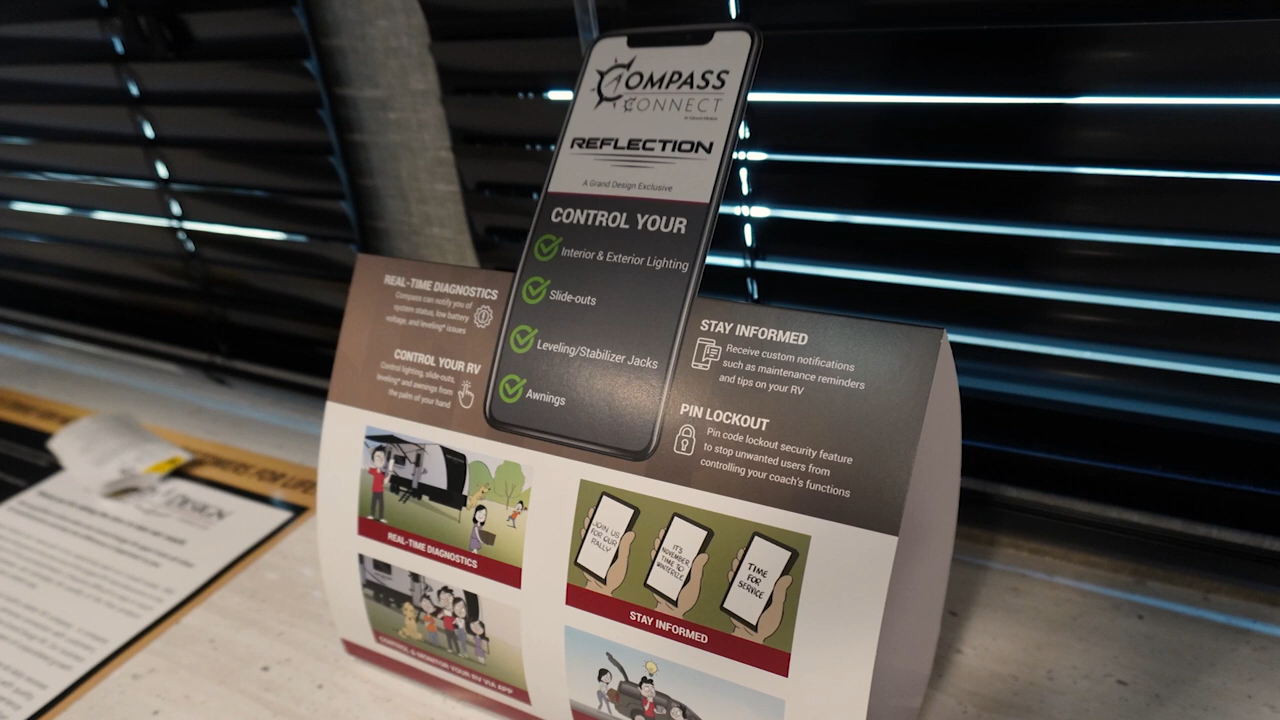 COMPASS
CONNECT
REFLECTION
A Grand Design Exclusive
CONTROL YOUR
Interior & Exterior Lighting
Slide-outs
Leveling/Stabilizer Jacks
Awnings
REAL-TIME DIAGNOSTICS
Compass can notify you of
system status, low battery
voltage, and leveling* issues
CONTROL YOUR RV
Control lighting, slide-outs,
leveling* and awnings from
the palm of your hand
STAY INFORMED
Receive custom notifications
such as maintenance reminders
and tips on your RV
PIN LOCKOUT
Pin code lockout security feature
to stop unwanted users from
controlling your coach's functions
REAL-TIME DIAGNOSTICS
CONTROL & MONITOR YOUR RV VIA APP
JOIN US
FOR OUR
RALLY
IT'S
NOVEMBER,
TIME TO
WINTERIZE
TIME
FOR
SERVICE
STAY INFORMED
FOR LIFE
DESIGN